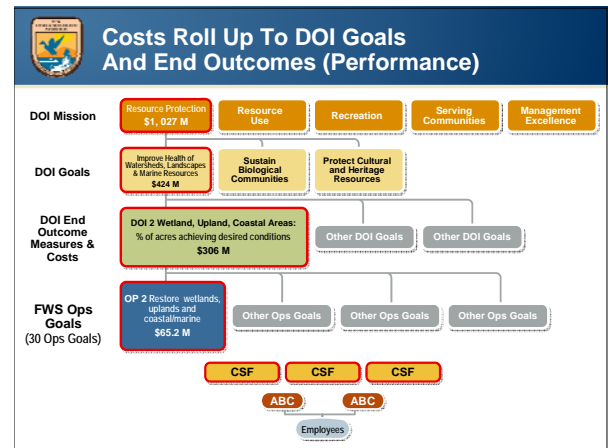 Costs Roll Up To DOI Goals
And End Outcomes (Performance)
DOI Mission
Resource Protection
$1, 027 M
Resource
Use
Recreation
Serving
Communities
Management
Excellence
DOI Goals
Improve Health of
Watersheds, Landscapes
& Marine Resources
$424 M
Sustain
Biological
Communities
Protect Cultural
and Heritage
Resources
DOI End
Outcome
Measures &
Costs
DOI 2 Wetland, Upland, Coastal Areas:
% of acres achieving desired conditions
$306 M
Other DOI Goals
Other DOI Goals
FWS Ops
Goals
(30 Ops Goals)
OP 2 Restore wetlands,
uplands and
coastal/marine
$65.2 M
Other Ops Goals
Other Ops Goals
Other Ops Goals
CSF
CSF
CSF
ABC
ABC
Employees